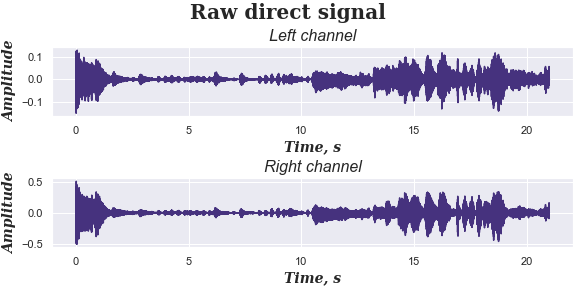 Raw direct signal
Left channel
Amplitude
0.1
0.0
−0.1
0 5 10 15 20
Time, s
Right channel
Amplitude
0.5
0.0
−0.5
0 5 10 15 20
Time, s